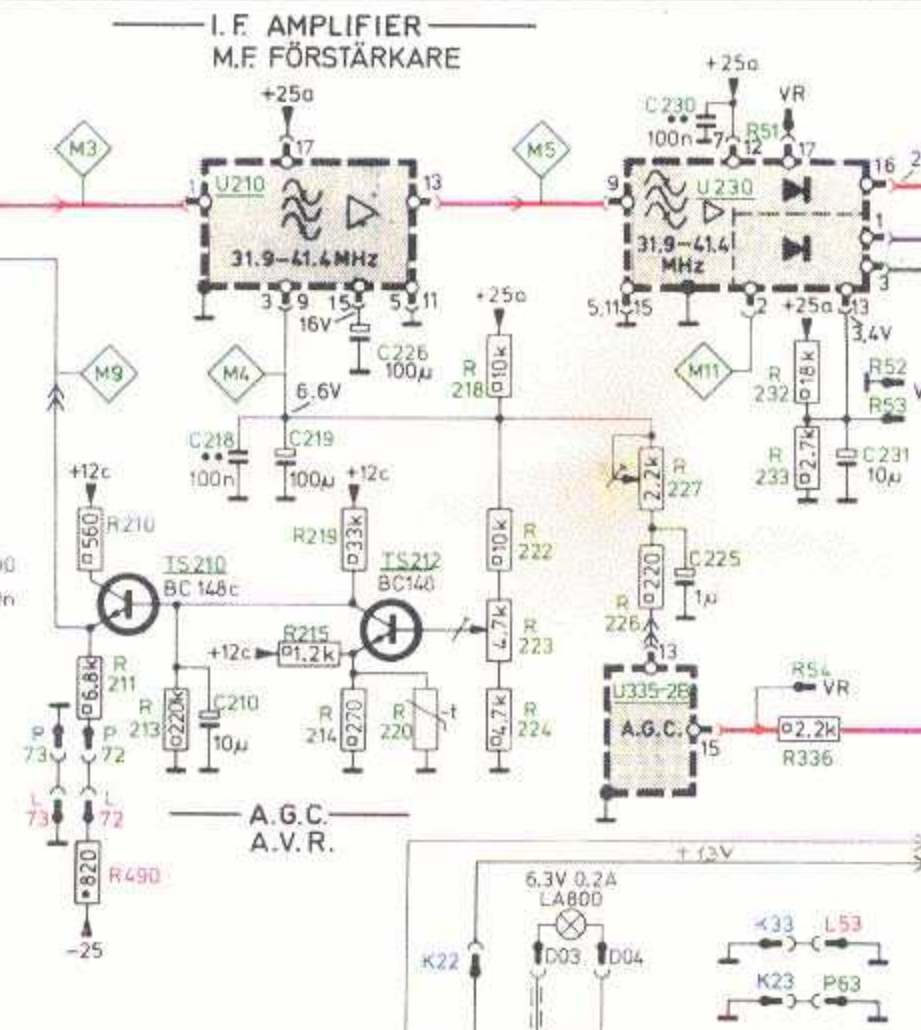 I.F. AMPLIFIER
M.F. FÖRSTÄRKARE
+25a
+25a
C230
100n
VR
R51
M3
M5
17
7
12
17
16
2
1
U210
13
9
U230
1
31.9–41.4MHz
31,9–41.4
MHz
3
3
9
15
5
11
5,11
15
2
13
16V
+25a
+25a
3,4V
C226
100µ
M9
M4
R
218
10k
M11
R
232
18k
R52
6.6V
R53
C218
100n
C219
100µ
R
227
2.2k
R
233
2.7k
C231
10µ
+12c
+12c
560
R210
R219
33k
10k
R
222
TS210
BC 148c
TS212
BC148
220
R
226
C225
1µ
R215
1.2k
+12c
4.7k
R
223
13
R
211
6.8k
R
213
220k
C210
10µ
R
214
270
R
220
-t
4.7k
R
224
U335-2B
A.G.C.
15
R54
VR
2.2k
R336
P
73
P
72
L
73
L
72
A.G.C.
A.V.R.
820
R490
-25
+13V
6.3V 0.2A
LA800
K22
D03
D04
K33
L53
K23
P63